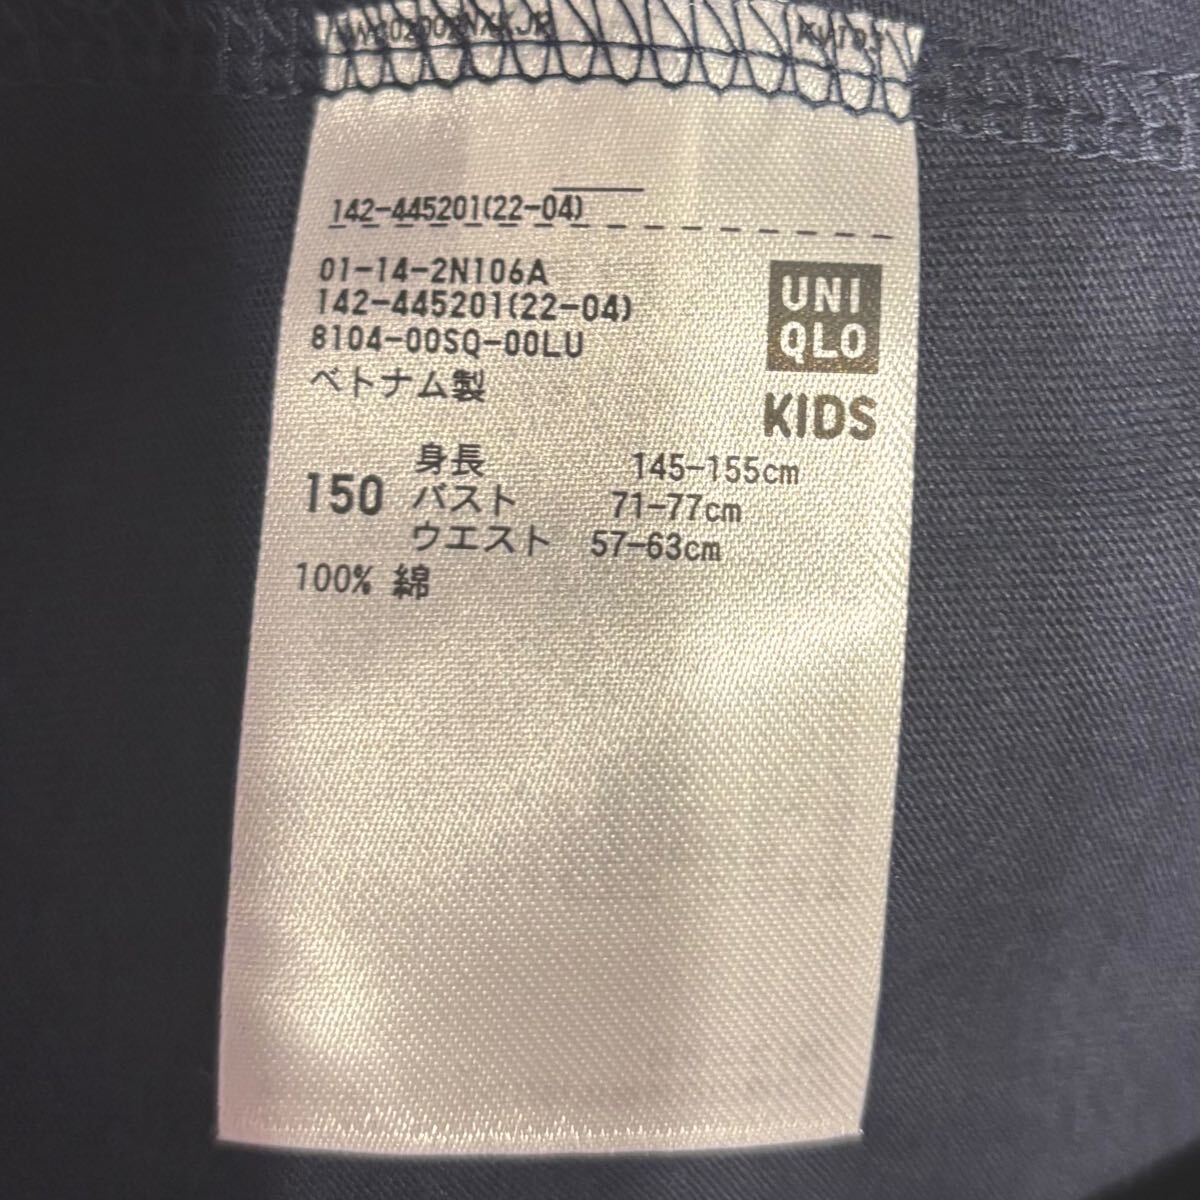 142-445201(22-04)
01-14-2N106A
142-445201(22-04)
8104-00SQ-00LU
ベトナム製
UNI
QLO
KIDS
150
身長 145-155cm
バスト 71-77cm
ウエスト 57-63cm
100% 綿